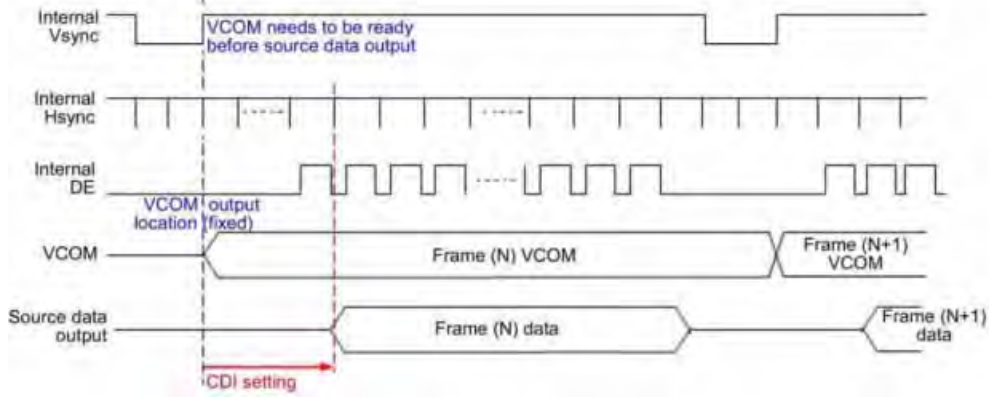 Internal
Vsync
VCOM needs to be ready
before source data output
Internal
Hsync
Internal
DE
VCOM output
location (fixed)
VCOM
Frame (N) VCOM
Frame (N+1)
VCOM
Source data
output
Frame (N) data
Frame (N+1)
data
CDI setting